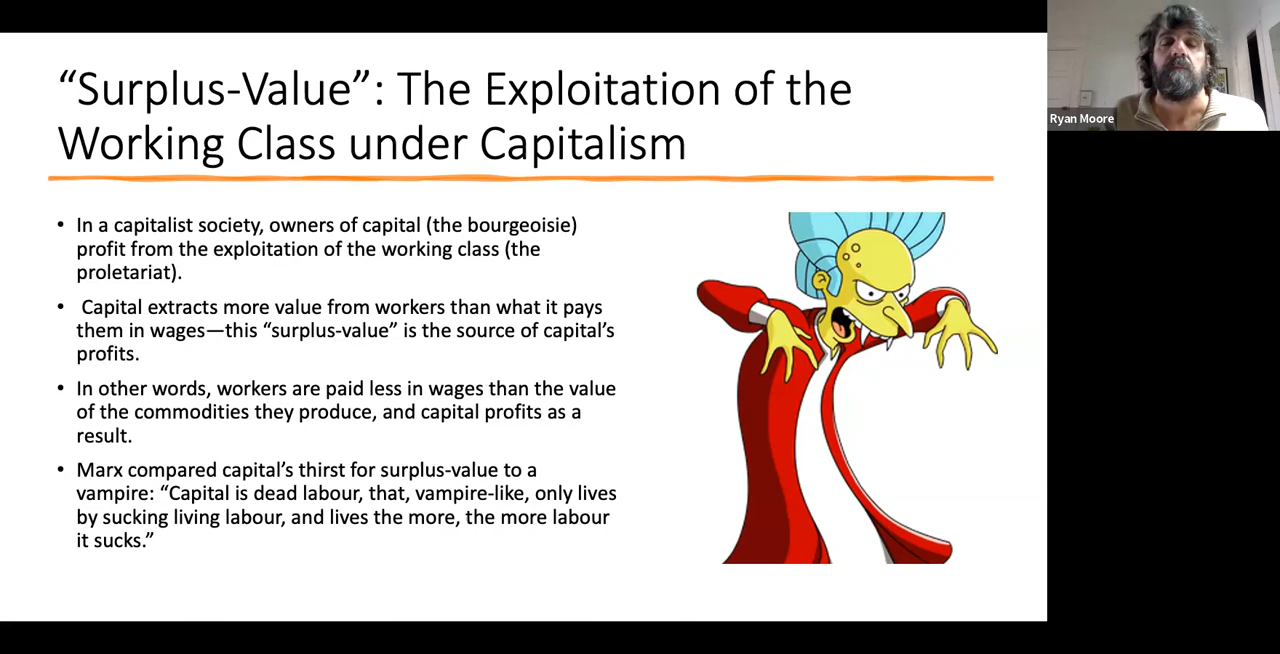 “Surplus-Value”: The Exploitation of the
Working Class under Capitalism
• In a capitalist society, owners of capital (the bourgeoisie)
profit from the exploitation of the working class (the
proletariat).
• Capital extracts more value from workers than what it pays
them in wages—this “surplus-value” is the source of capital’s
profits.
• In other words, workers are paid less in wages than the value
of the commodities they produce, and capital profits as a
result.
• Marx compared capital’s thirst for surplus-value to a
vampire: “Capital is dead labour, that, vampire-like, only lives
by sucking living labour, and lives the more, the more labour
it sucks.”
Ryan Moore